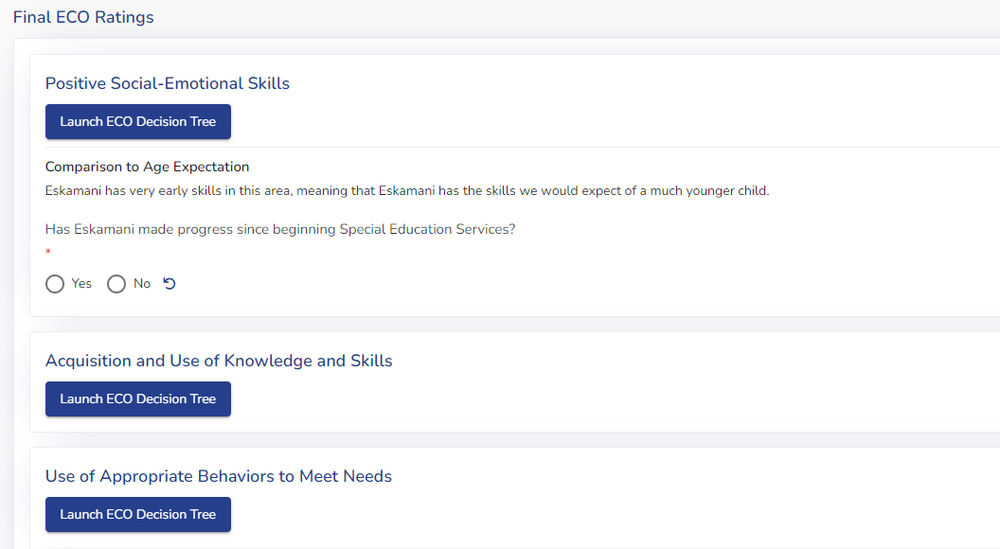 Final ECO Ratings
Positive Social-Emotional Skills
Launch ECO Decision Tree
Comparison to Age Expectation
Eskamani has very early skills in this area, meaning that Eskamani has the skills we would expect of a much younger child.
Has Eskamani made progress since beginning Special Education Services?
*
Yes No
Acquisition and Use of Knowledge and Skills
Launch ECO Decision Tree
Use of Appropriate Behaviors to Meet Needs
Launch ECO Decision Tree